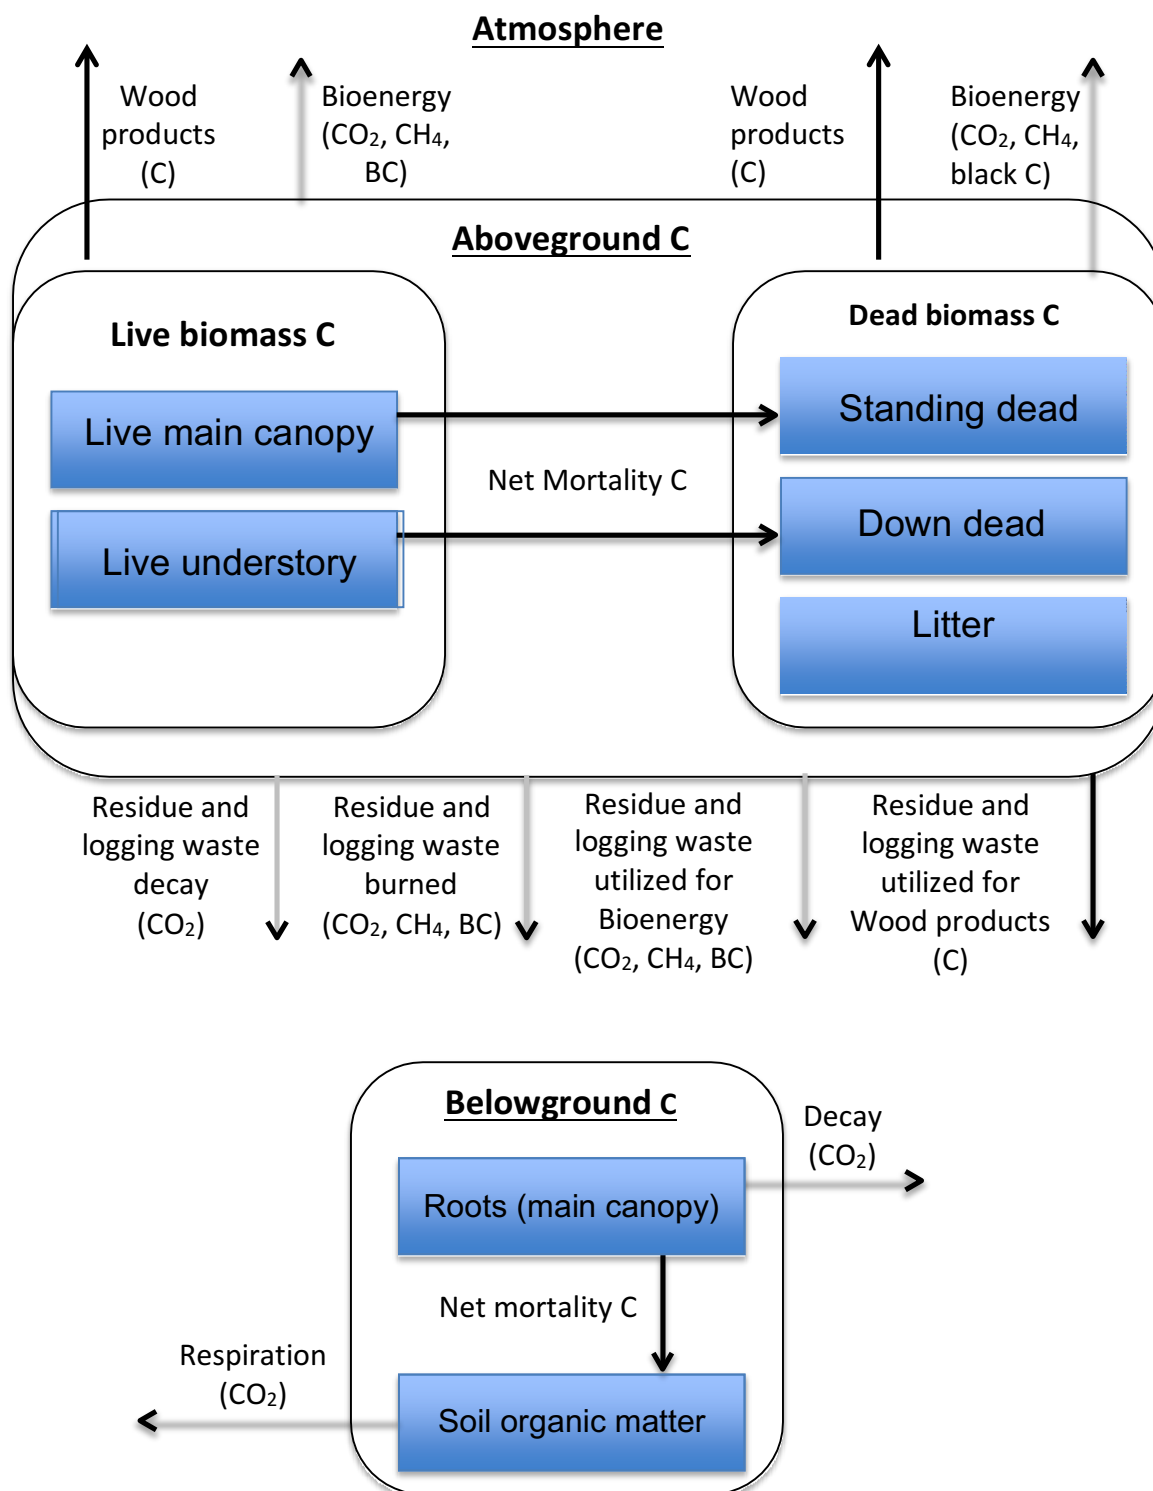 Atmosphere
Wood
products
(C)
Bioenergy
(CO₂, CH₄,
BC)
Wood
products
(C)
Bioenergy
(CO₂, CH₄,
black C)
Aboveground C
Live biomass C
Live main canopy
Live understory
Net Mortality C
Dead biomass C
Standing dead
Down dead
Litter
Residue and
logging waste
decay
(CO₂)
Residue and
logging waste
burned
(CO₂, CH₄, BC)
Residue and
logging waste
utilized for
Bioenergy
(CO₂, CH₄, BC)
Residue and
logging waste
utilized for
Wood products
(C)
Belowground C
Roots (main canopy)
Decay
(CO₂)
Net mortality C
Respiration
(CO₂)
Soil organic matter